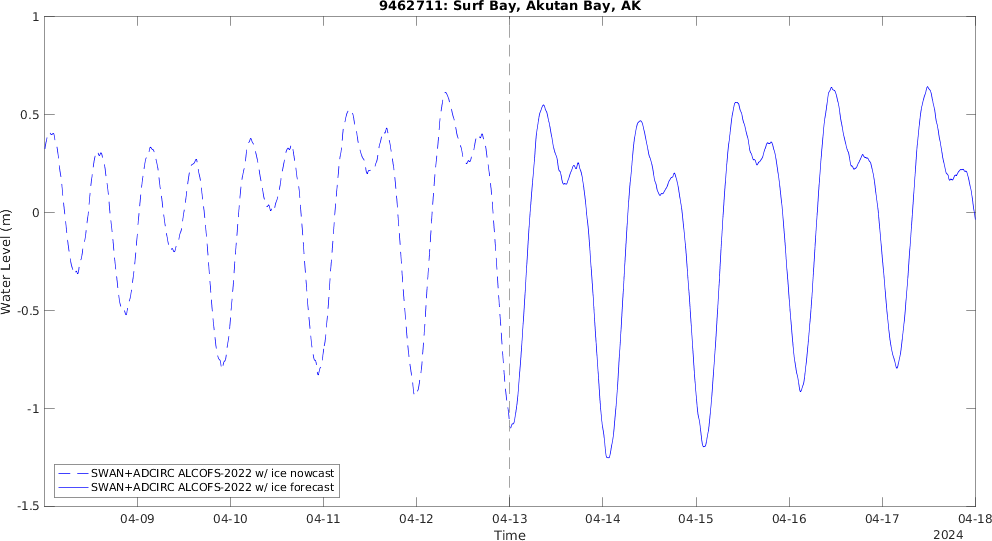 9462711: Surf Bay, Akutan Bay, AK
1
0.5
0
-0.5
-1
-1.5
Water Level (m)
SWAN+ADCIRC ALCOFS-2022 w/ ice nowcast
SWAN+ADCIRC ALCOFS-2022 w/ ice forecast
04-09 04-10 04-11 04-12 04-13 04-14 04-15 04-16 04-17 04-18
Time
2024